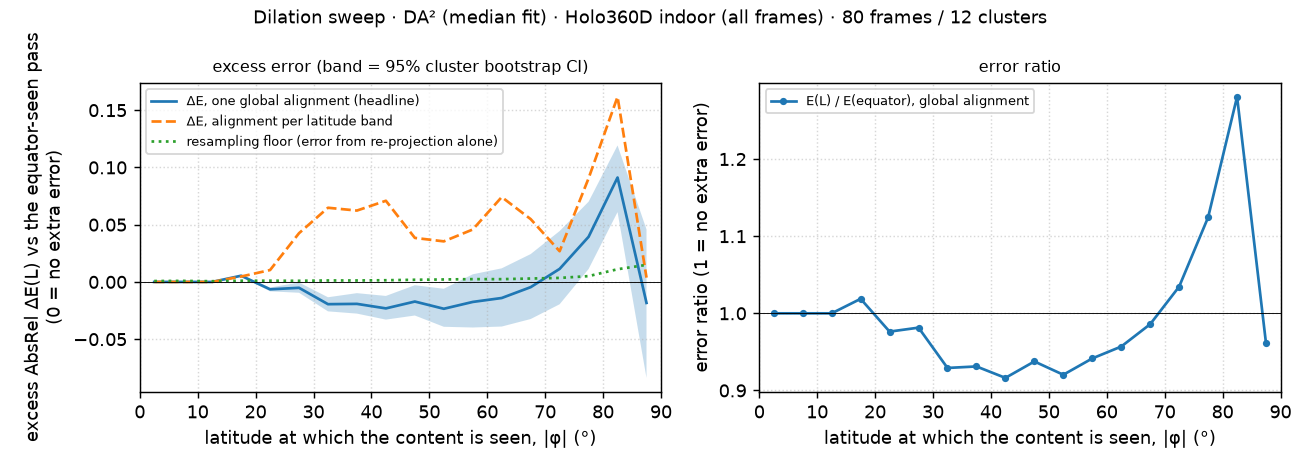 Dilation sweep · DA² (median fit) · Holo360D indoor (all frames) · 80 frames / 12 clusters
excess error (band = 95% cluster bootstrap CI)
ΔE, one global alignment (headline)
ΔE, alignment per latitude band
resampling floor (error from re-projection alone)
excess AbsRel ΔE(L) vs the equator-seen pass
(0 = no extra error)
0.15
0.10
0.05
0.00
−0.05
0 10 20 30 40 50 60 70 80 90
latitude at which the content is seen, |φ| (°)
error ratio
E(L) / E(equator), global alignment
error ratio (1 = no extra error)
1.2
1.1
1.0
0.9
0 10 20 30 40 50 60 70 80 90
latitude at which the content is seen, |φ| (°)